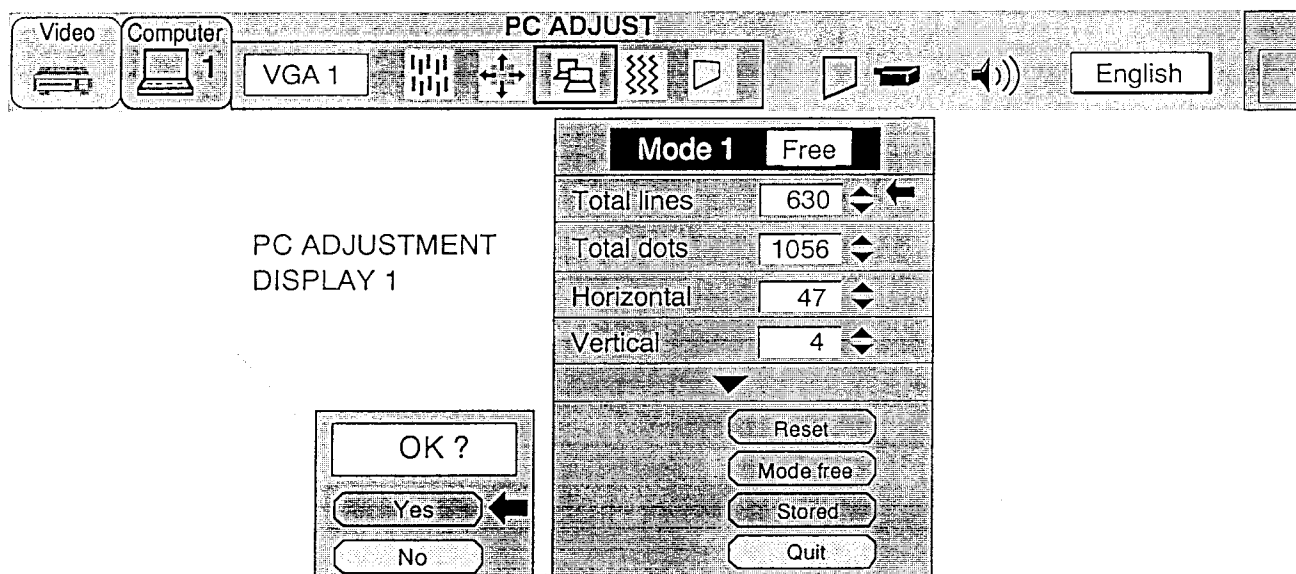 PC ADJUST
Video
Computer
1
VGA 1
English
Mode 1 Free
Total lines 630
Total dots 1056
Horizontal 47
Vertical 4
PC ADJUSTMENT
DISPLAY 1
Reset
Mode free
Stored
Quit
OK ?
Yes
No